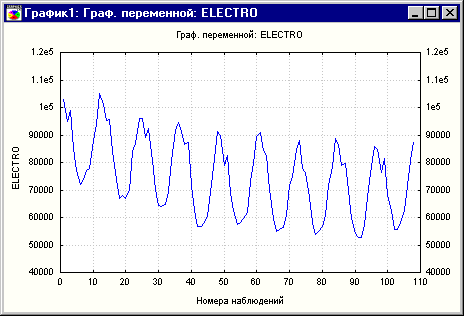 График1: Граф. переменной: ELECTRO
Граф. переменной: ELECTRO
1.2e5 1.2e5
1.1e5 1.1e5
1e5 1e5
90000 90000
80000 80000
70000 70000
60000 60000
50000 50000
40000 40000
ELECTRO
0 10 20 30 40 50 60 70 80 90 100 110
Номера наблюдений